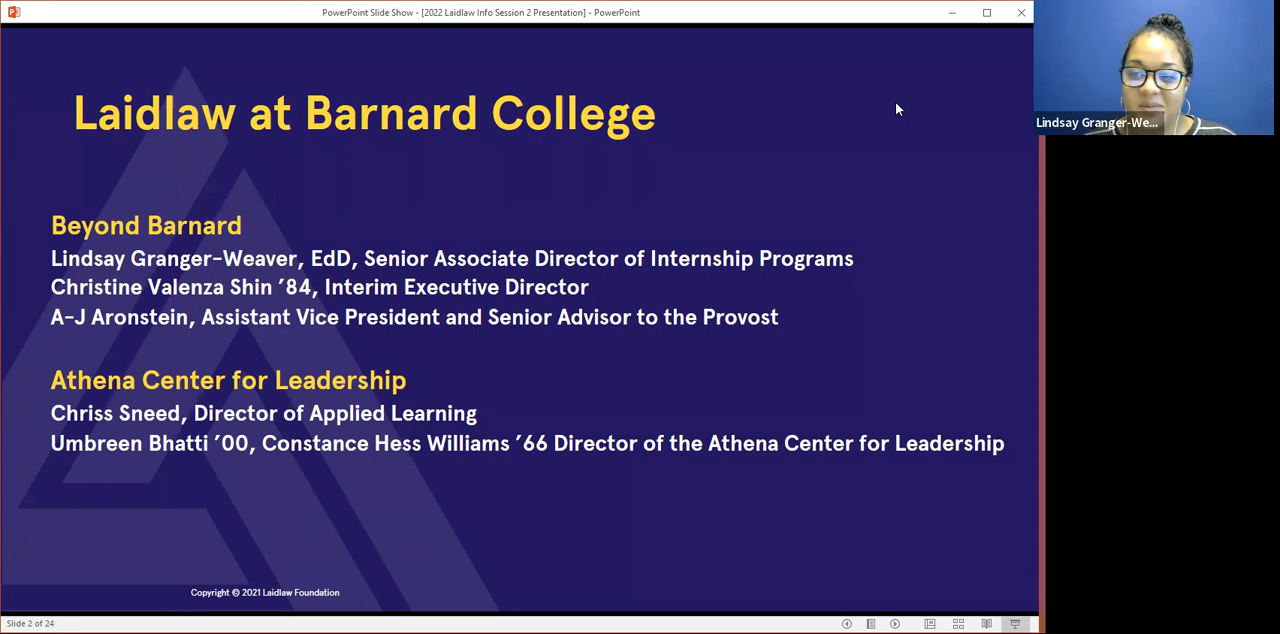 PowerPoint Slide Show - [2022 Laidlaw Info Session 2 Presentation] - PowerPoint
Laidlaw at Barnard College
Lindsay Granger-We...
Beyond Barnard
Lindsay Granger-Weaver, EdD, Senior Associate Director of Internship Programs
Christine Valenza Shin ’84, Interim Executive Director
A-J Aronstein, Assistant Vice President and Senior Advisor to the Provost
Athena Center for Leadership
Chriss Sneed, Director of Applied Learning
Umbreen Bhatti ’00, Constance Hess Williams ’66 Director of the Athena Center for Leadership
Copyright © 2021 Laidlaw Foundation
Slide 2 of 24